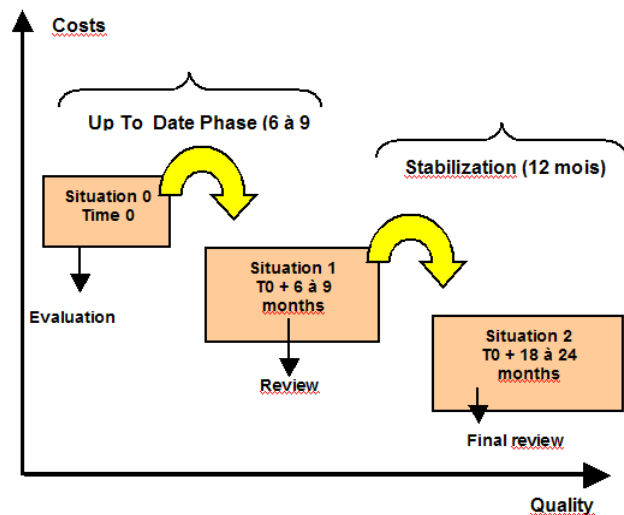 Costs
Up To Date Phase (6 à 9
Stabilization (12 mois)
Situation 0
Time 0
Situation 1
T0 + 6 à 9
months
Evaluation
Situation 2
T0 + 18 à 24
months
Review
Final review
Quality